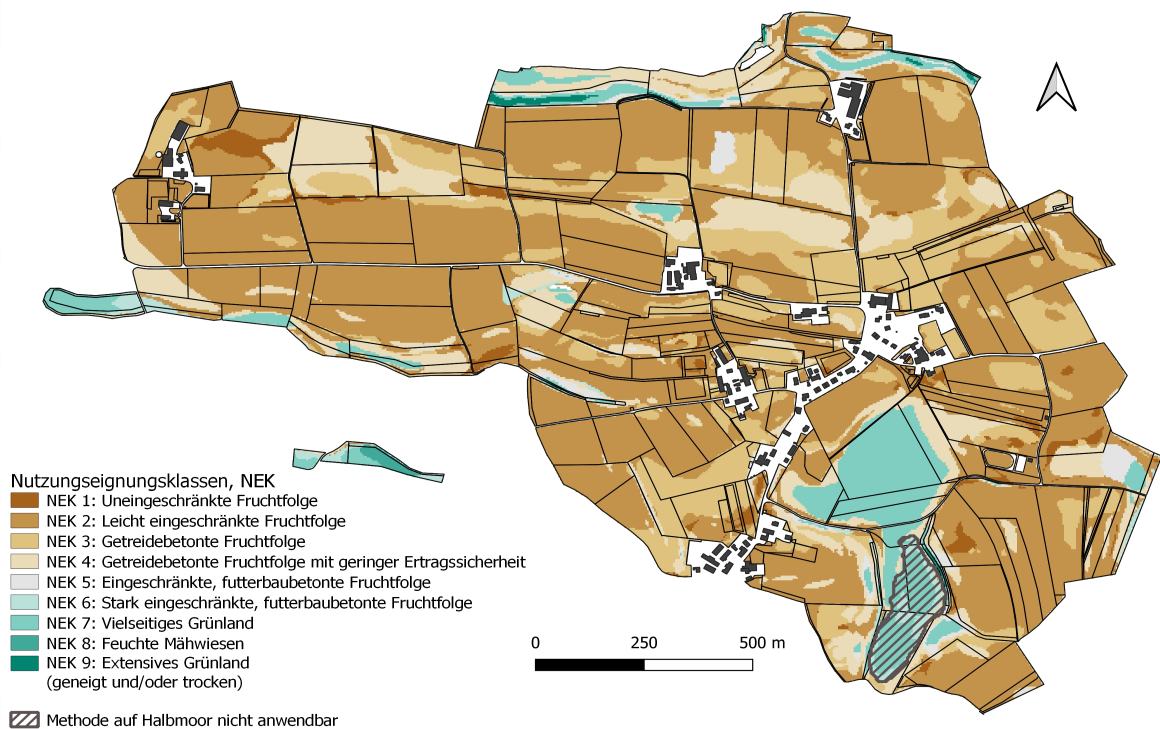 Nutzungseignungsklassen, NEK
NEK 1: Uneingeschränkte Fruchtfolge
NEK 2: Leicht eingeschränkte Fruchtfolge
NEK 3: Getreidebetonte Fruchtfolge
NEK 4: Getreidebetonte Fruchtfolge mit geringer Ertragssicherheit
NEK 5: Eingeschränkte, futterbaubetonte Fruchtfolge
NEK 6: Stark eingeschränkte, futterbaubetonte Fruchtfolge
NEK 7: Vielseitiges Grünland
NEK 8: Feuchte Mähwiesen
NEK 9: Extensives Grünland
(geneigt und/oder trocken)
Methode auf Halbmoor nicht anwendbar
0 250 500 m